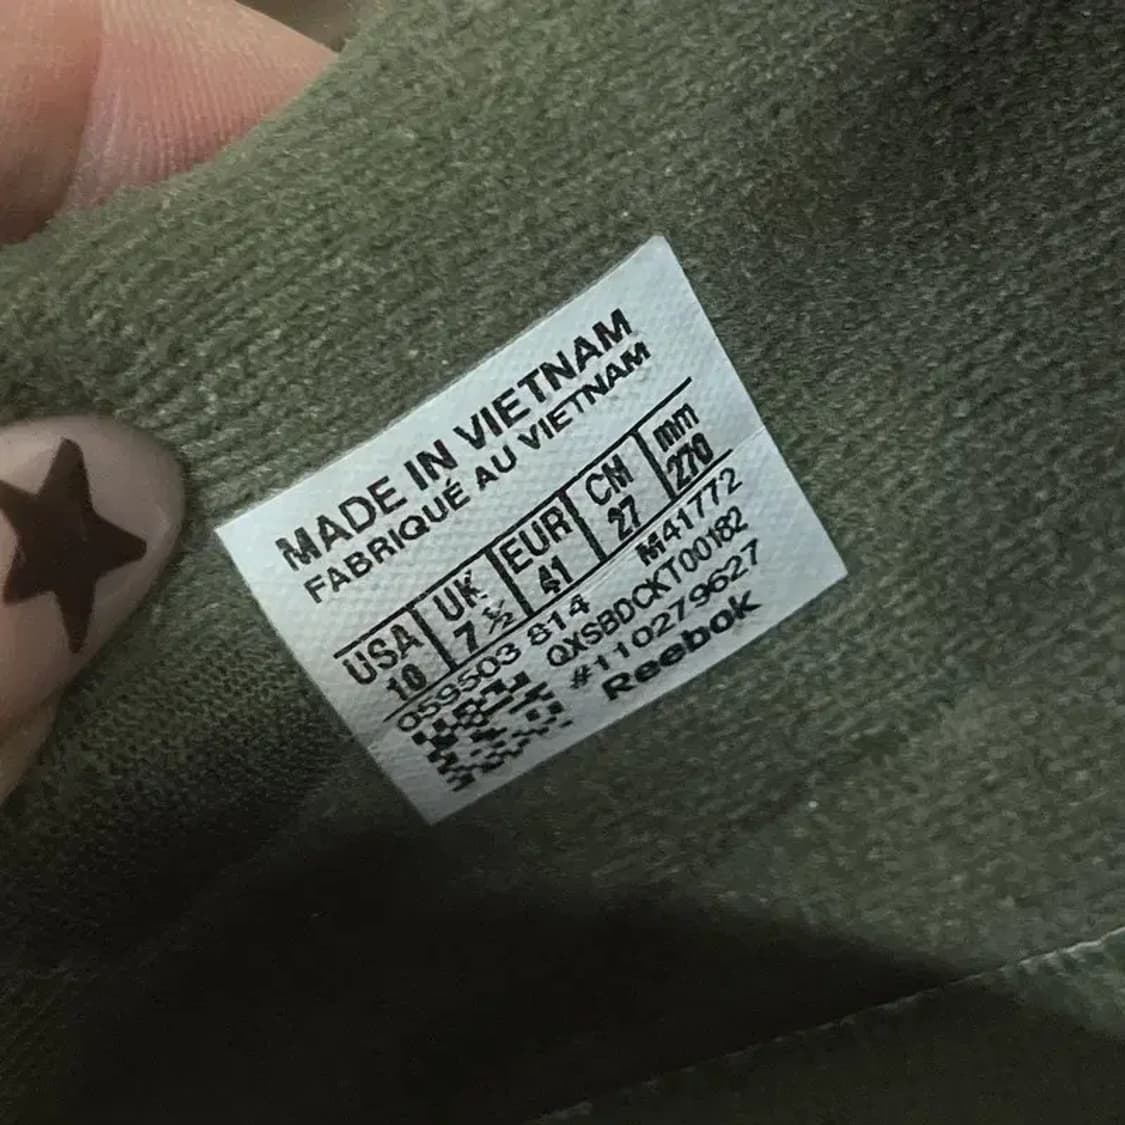 MADE IN VIETNAM
FABRIQUÉ AU VIETNAM
USA UK EUR CM mm
10 7 ½ 41 27 270
059503 814 M41772
QXSBDCKT00182
#110279627
Reebok